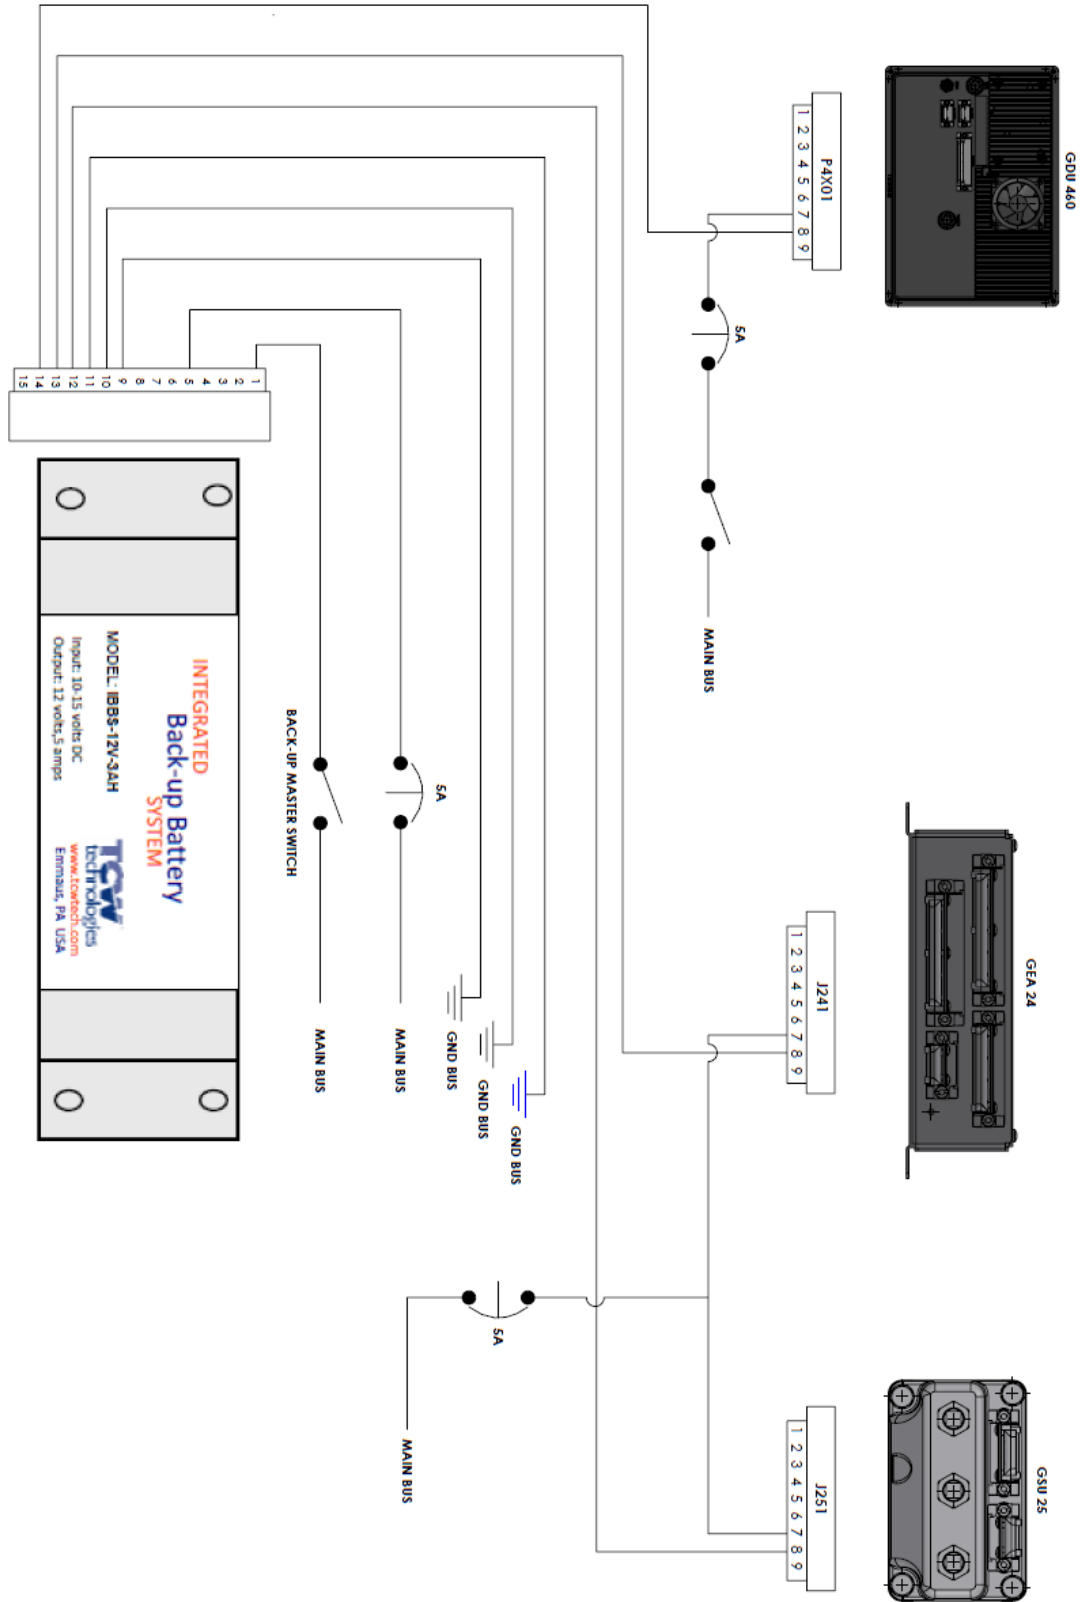 GDU 460
P4X01
1 2 3 4 5 6 7 8 9
5A
MAIN BUS
GEA 24
J241
1 2 3 4 5 6 7 8 9
GSU 25
J251
1 2 3 4 5 6 7 8 9
5A
MAIN BUS
GND BUS
GND BUS
GND BUS
5A
MAIN BUS
BACK-UP MASTER SWITCH
MAIN BUS
1 2 3 4 5 6 7 8 9 10 11 12 13 14 15
INTEGRATED
Back-up Battery
SYSTEM
MODEL: IBBS-12V-3AH
Input: 10-15 volts DC
Output: 12 volts,5 amps
TCW
technologies
www.tcwtech.com
Emmaus, PA USA